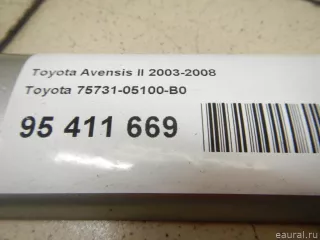 Toyota Avensis II 2003-2008
Toyota 75731-05100-B0
95 411 669
eaural.ru